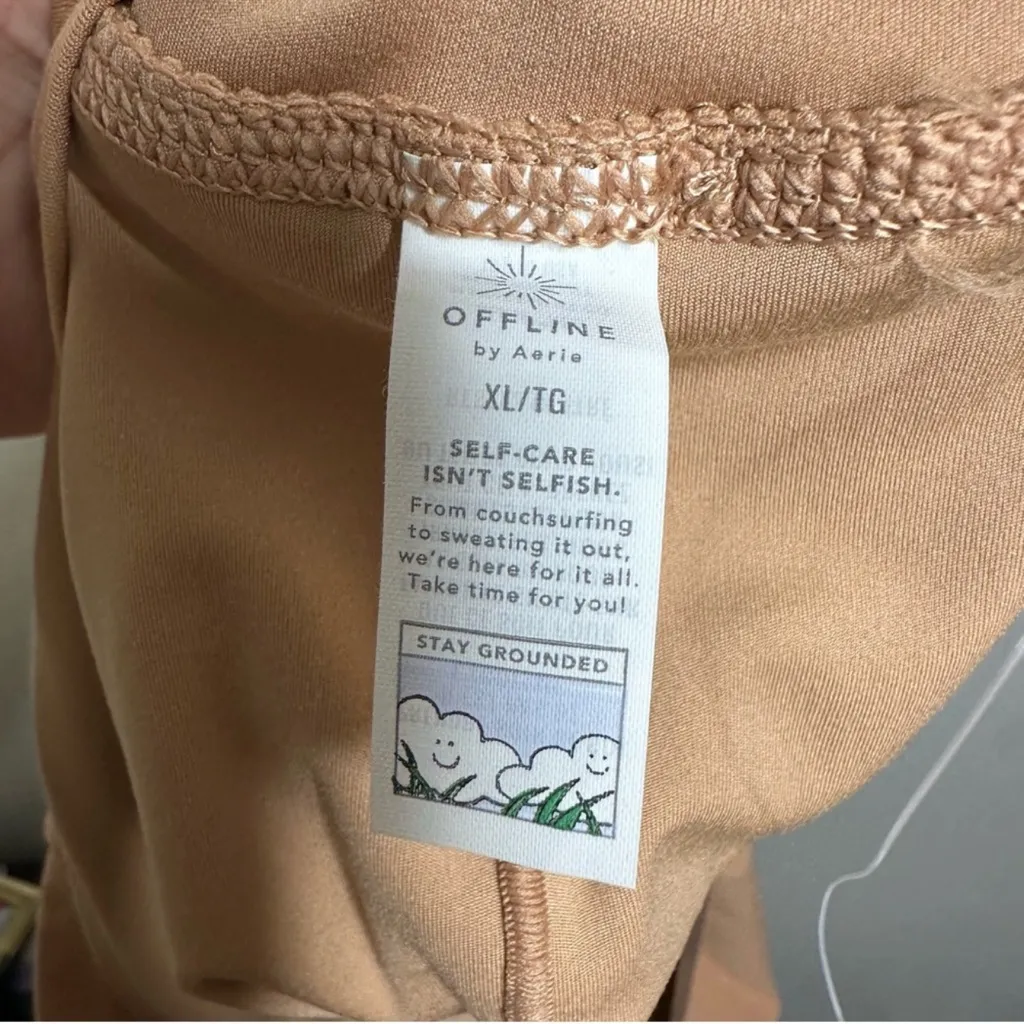 OFFLINE
by Aerie
XL/TG
SELF-CARE
ISN'T SELFISH.
From couchsurfing
to sweating it out,
we're here for it all.
Take time for you!
STAY GROUNDED